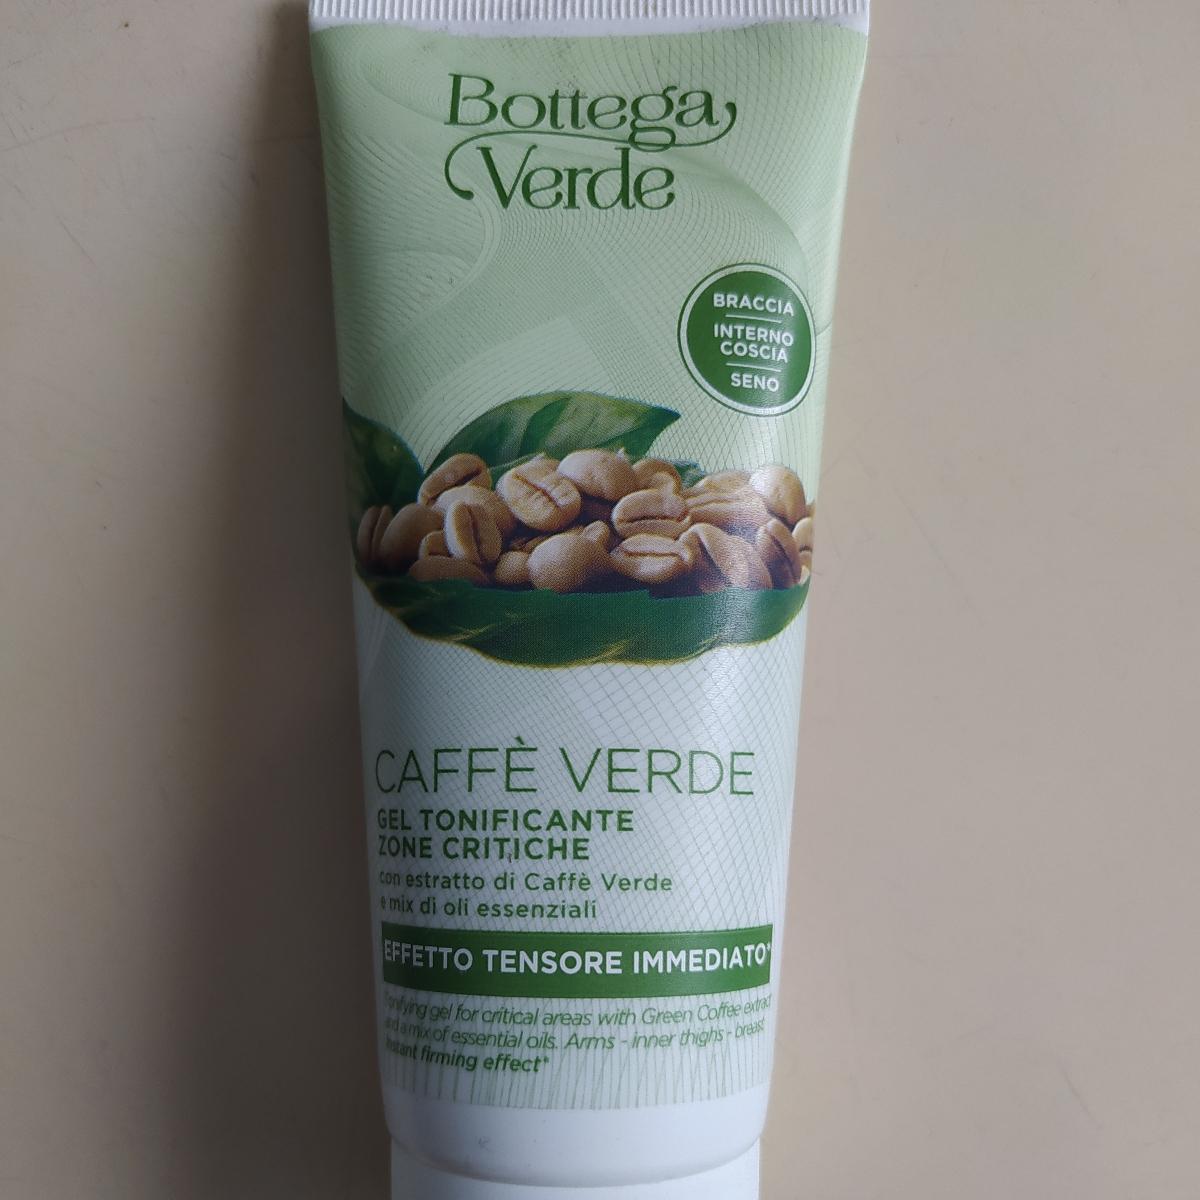 Bottega
Verde
BRACCIA
INTERNO
COSCIA
SENO
CAFFÈ VERDE
GEL TONIFICANTE
ZONE CRITICHE
con estratto di Caffè Verde
e mix di oli essenziali
EFFETTO TENSORE IMMEDIATO*
Tonifying gel for critical areas with Green Coffee extract
and a mix of essential oils. Arms - inner thighs - breast
Instant firming effect*